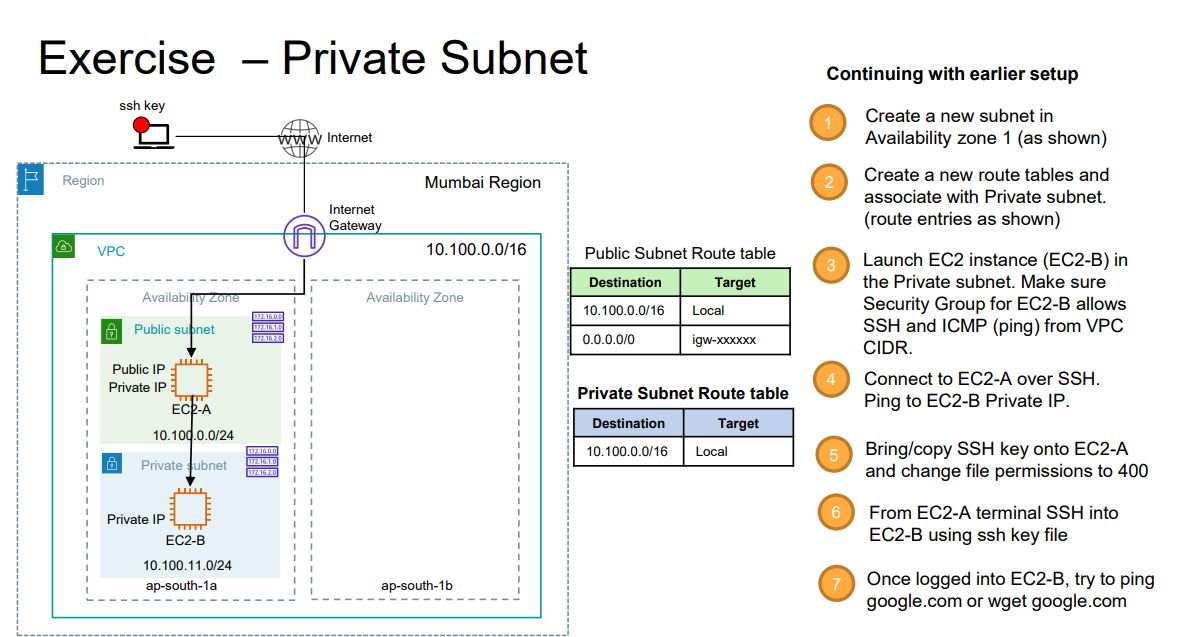 Exercise – Private Subnet
ssh key
WWW
Internet
Region
Mumbai Region
Internet
Gateway
VPC
10.100.0.0/16
Availability Zone
Availability Zone
Public subnet
172.16.0.0
172.16.1.0
172.16.2.0
Public IP
Private IP
EC2-A
10.100.0.0/24
Private subnet
172.16.0.0
172.16.1.0
172.16.2.0
Private IP
EC2-B
10.100.11.0/24
ap-south-1a
ap-south-1b
Public Subnet Route table
Destination Target
10.100.0.0/16 Local
0.0.0.0/0 igw-xxxxxx
Private Subnet Route table
Destination Target
10.100.0.0/16 Local
Continuing with earlier setup
1 Create a new subnet in
Availability zone 1 (as shown)
2 Create a new route tables and
associate with Private subnet.
(route entries as shown)
3 Launch EC2 instance (EC2-B) in
the Private subnet. Make sure
Security Group for EC2-B allows
SSH and ICMP (ping) from VPC
CIDR.
4 Connect to EC2-A over SSH.
Ping to EC2-B Private IP.
5 Bring/copy SSH key onto EC2-A
and change file permissions to 400
6 From EC2-A terminal SSH into
EC2-B using ssh key file
7 Once logged into EC2-B, try to ping
google.com or wget google.com